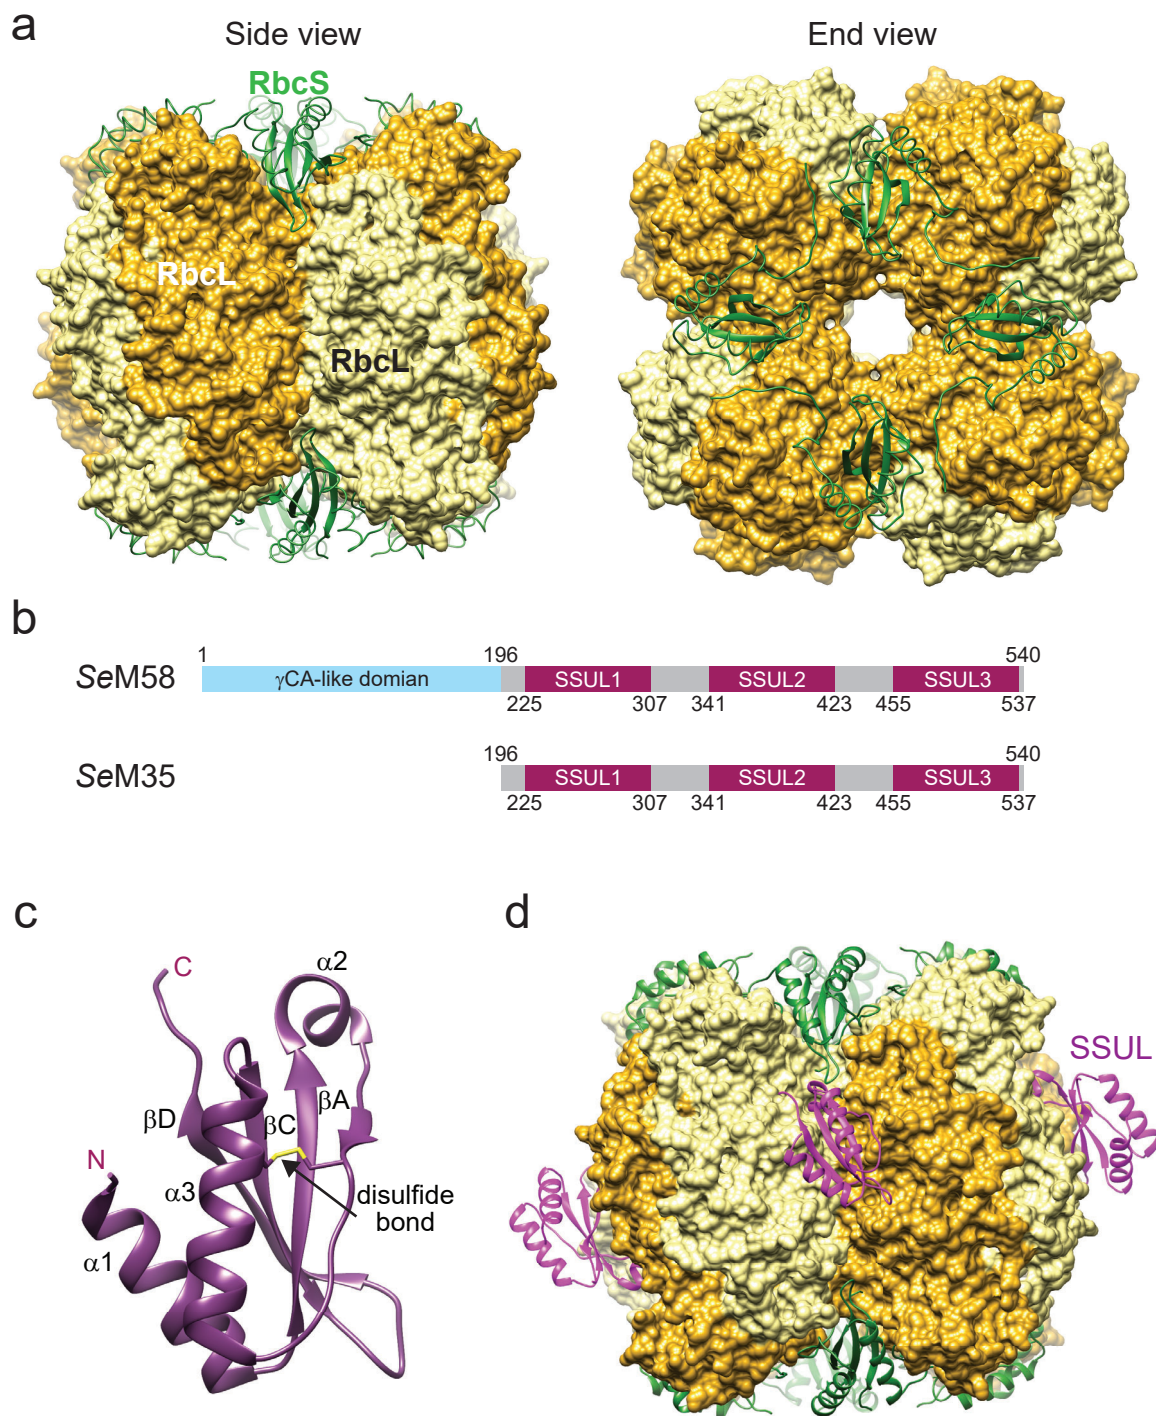 a
Side view
End view
RbcS
RbcL
RbcL
b
1
196
540
SeM58
γCA-like domian
SSUL1
SSUL2
SSUL3
225
307
341
423
455
537
196
540
SeM35
SSUL1
SSUL2
SSUL3
225
307
341
423
455
537
c
C
α2
βD
βC
βA
N
α3
disulfide
bond
α1
d
SSUL